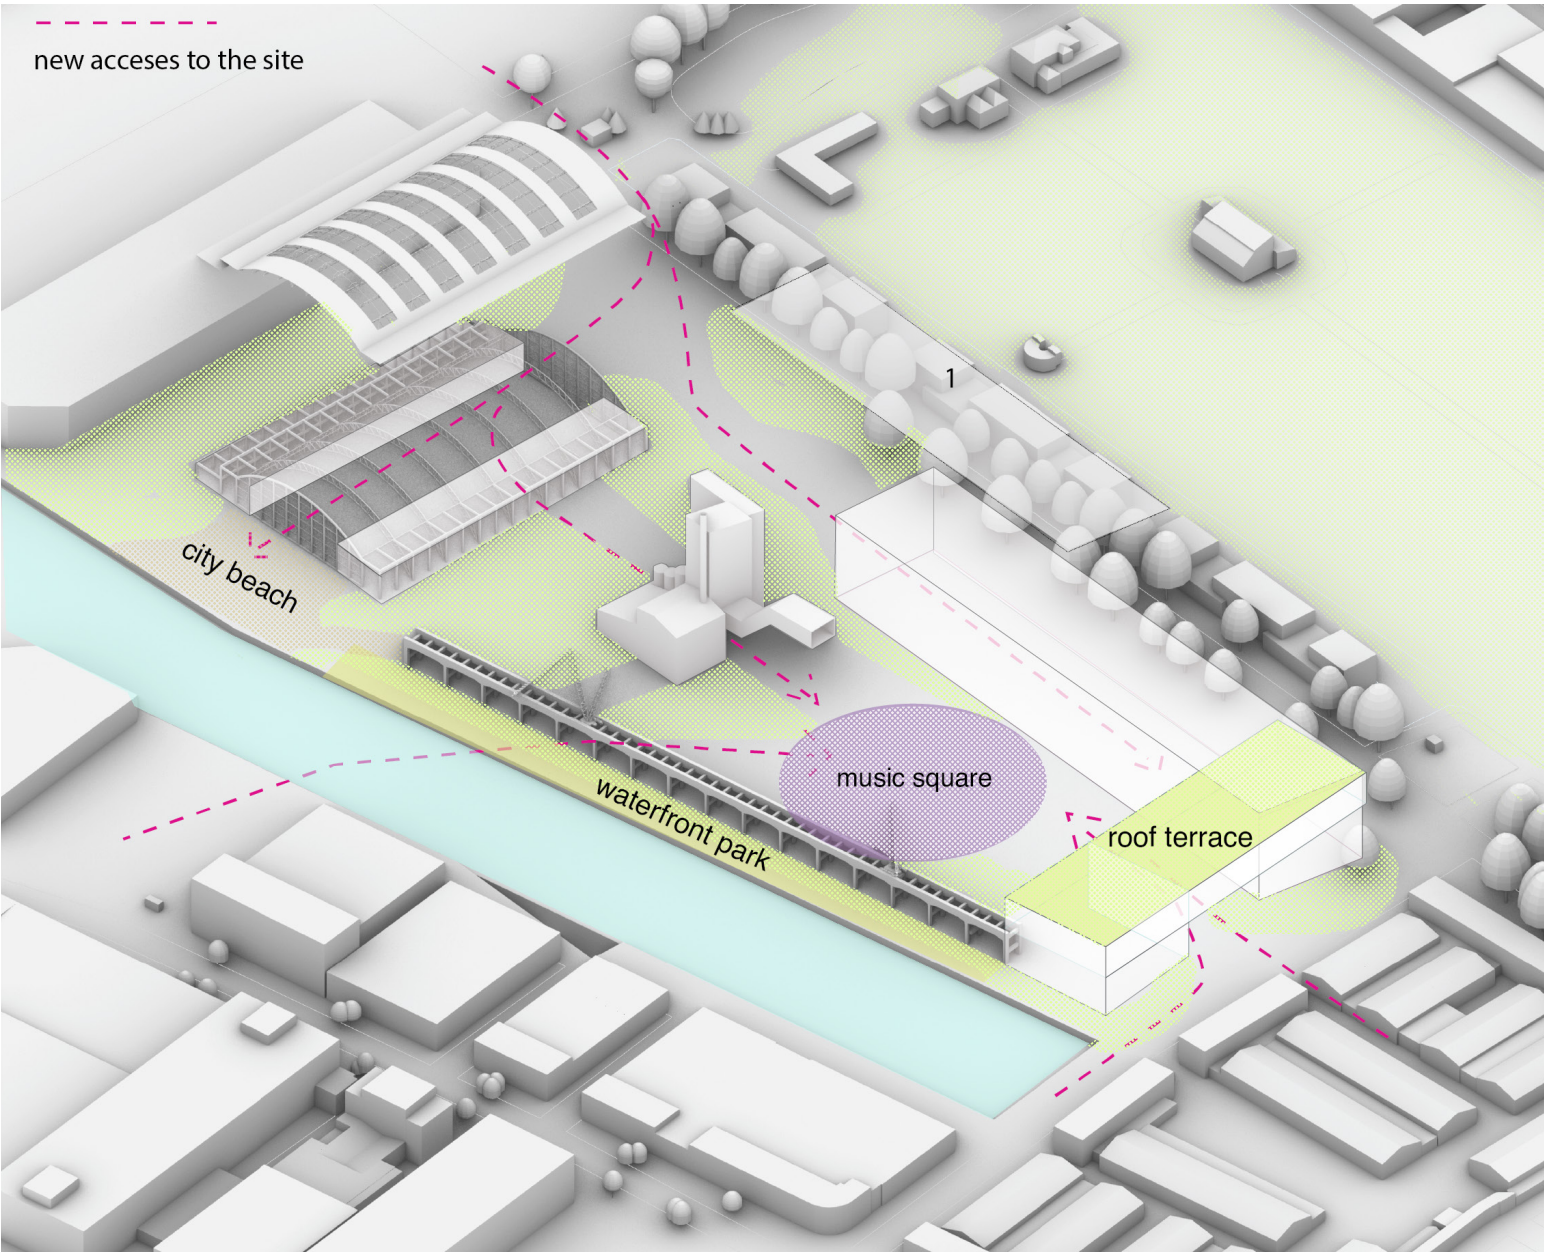 new acceses to the site
1
city beach
music square
waterfront park
roof terrace